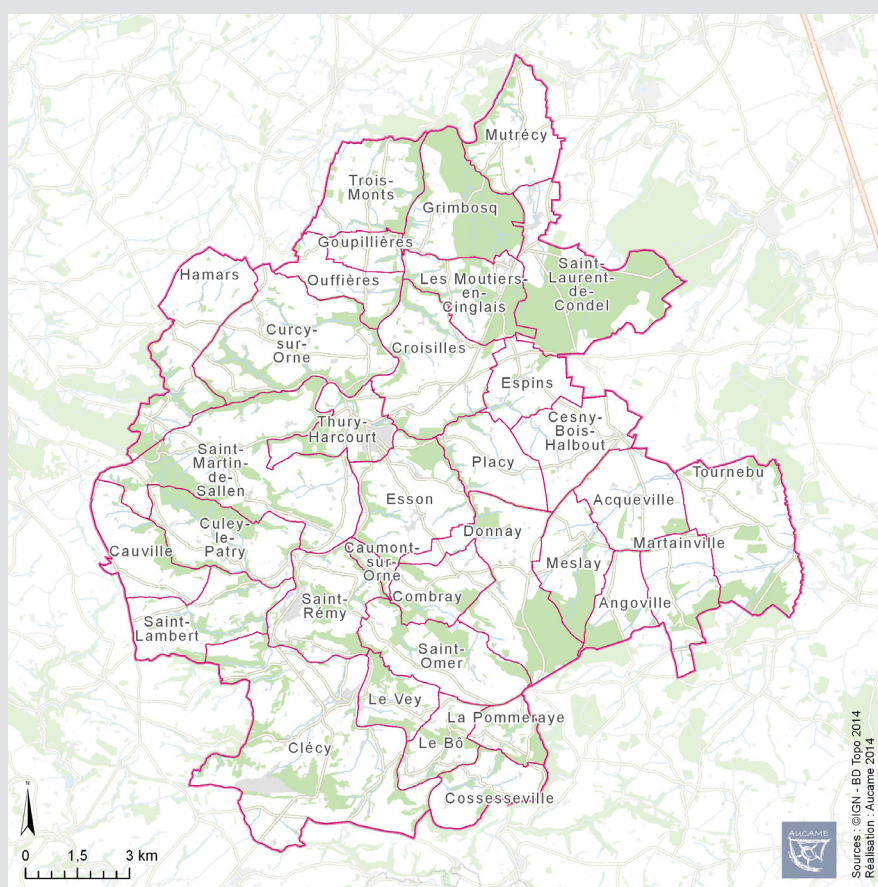 Mutrécy
Trois-
Monts
Grimbosq
Goupillières
Hamars
Ouffières
Les Moutiers-
en-
Cinglais
Saint-
Laurent-
de-
Condel
Curcy-
sur-
Orne
Croisilles
Espins
Thury-
Harcourt
Cesny-
Bois-
Halbout
Saint-
Martin-
de-
Sallen
Placy
Tournebu
Esson
Acqueville
Culey-
le-
Patry
Donnay
Martainville
Cauville
Caumont-
sur-
Orne
Meslay
Saint-
Rémy
Combray
Angoville
Saint-
Lambert
Saint-
Omer
Le Vey
La Pommeraye
Clécy
Le Bô
Cossesseville
N
0 1,5 3 km
AUCAME
Sources : ©IGN - BD Topo 2014
Réalisation : Aucame 2014